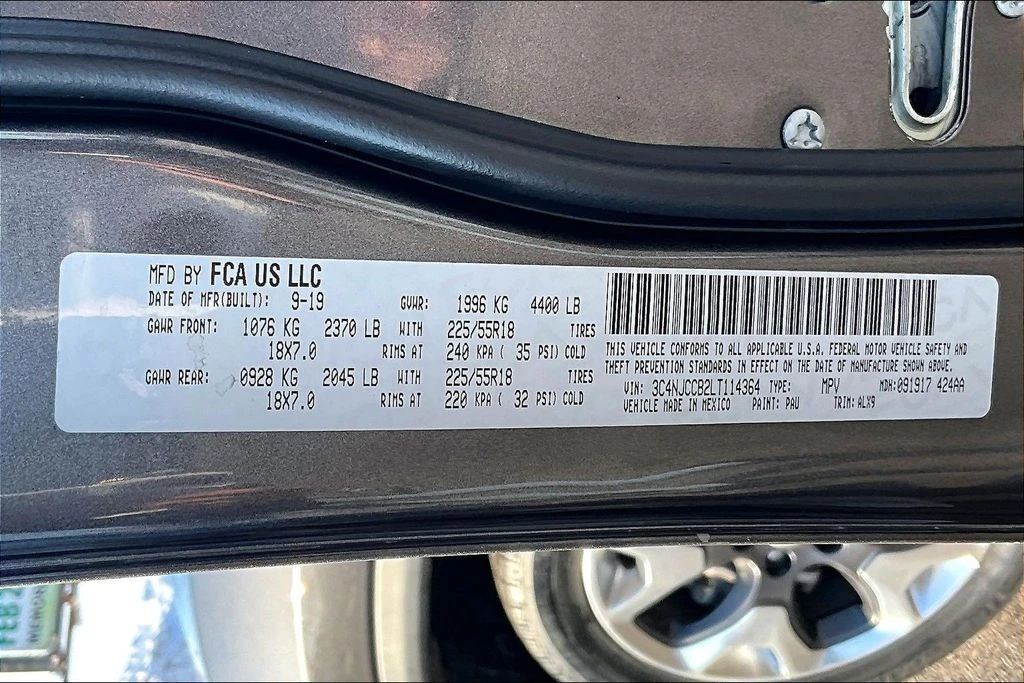 MFD BY FCA US LLC
DATE OF MFR(BUILT): 9-19 GVWR: 1996 KG 4400 LB
GAWR FRONT: 1076 KG 2370 LB WITH 225/55R18 TIRES
18X7.0 RIMS AT 240 KPA ( 35 PSI) COLD
GAWR REAR: 0928 KG 2045 LB WITH 225/55R18 TIRES
18X7.0 RIMS AT 220 KPA ( 32 PSI) COLD
THIS VEHICLE CONFORMS TO ALL APPLICABLE U.S.A. FEDERAL MOTOR VEHICLE SAFETY AND
THEFT PREVENTION STANDARDS IN EFFECT ON THE DATE OF MANUFACTURE SHOWN ABOVE.
VIN: 3C4NJCCB2LT114364 TYPE: MPV MDH:091917 424AA
VEHICLE MADE IN MEXICO PAINT: PAU TRIM: ALX9
FEB